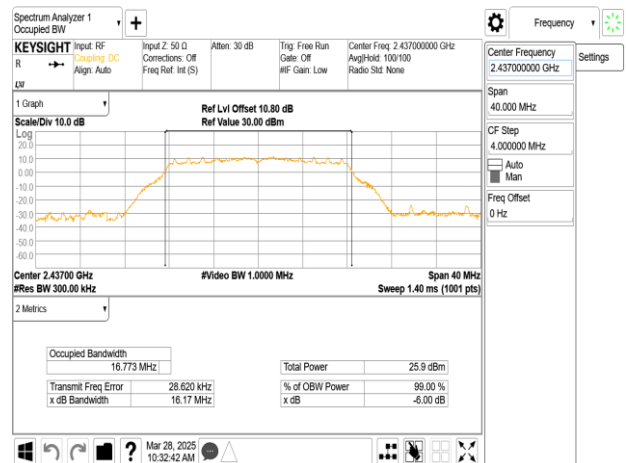 Spectrum Analyzer 1
Occupied BW
KEYSIGHT
R
LXI
Input: RF
Coupling: DC
Align: Auto
Input Z: 50 Ω
Corrections: Off
Freq Ref: Int (S)
Atten: 30 dB
Trig: Free Run
Gate: Off
#IF Gain: Low
Center Freq: 2.437000000 GHz
Avg|Hold: 100/100
Radio Std: None
1 Graph
Scale/Div 10.0 dB
Ref Lvl Offset 10.80 dB
Ref Value 30.00 dBm
Log
20.0
10.0
0.00
-10.0
-20.0
-30.0
-40.0
-50.0
-60.0
Center 2.43700 GHz
#Res BW 300.00 kHz
#Video BW 1.0000 MHz
Span 40 MHz
Sweep 1.40 ms (1001 pts)
2 Metrics
Occupied Bandwidth
16.773 MHz
Transmit Freq Error 28.620 kHz
x dB Bandwidth 16.17 MHz
Total Power 25.9 dBm
% of OBW Power 99.00 %
x dB -6.00 dB
?
Mar 28, 2025
10:32:42 AM
Frequency
Settings
Center Frequency
2.437000000 GHz
Span
40.000 MHz
CF Step
4.000000 MHz
Auto
Man
Freq Offset
0 Hz